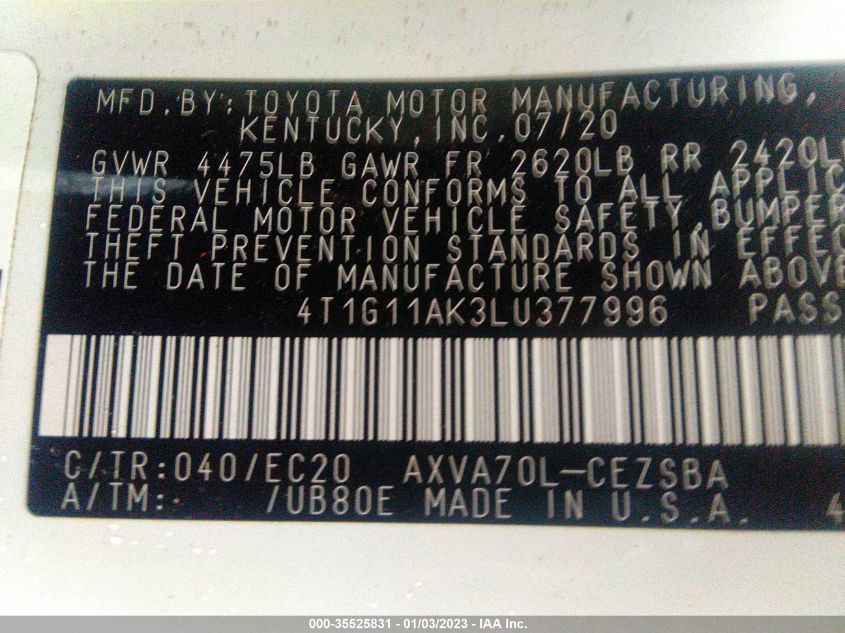 MFD. BY: TOYOTA MOTOR MANUFACTURING,
KENTUCKY, INC. 07/20
GVWR 4475LB GAWR FR 2620LB RR 2420L
THIS VEHICLE CONFORMS TO ALL APPLIC
FEDERAL MOTOR VEHICLE SAFETY, BUMPER
THEFT PREVENTION STANDARDS IN EFFEC
THE DATE OF MANUFACTURE SHOWN ABOVE
4T1G11AK3LU377996 PASS
C/TR: 040/EC20 AXVA70L-CEZSBA
A/TM: /UB80E MADE IN U.S.A. 4
000-35525831 - 01/03/2023 - IAA Inc.